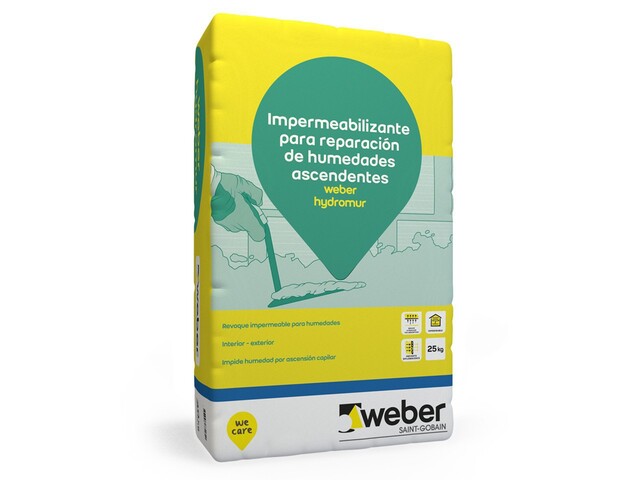 Impermeabilizante
para reparación
de humedades
ascendentes
weber
hydromur
Revoque impermeable para humedades
Interior - exterior
Impide humedad por ascensión capilar
25 kg
we
care
weber
SAINT-GOBAIN